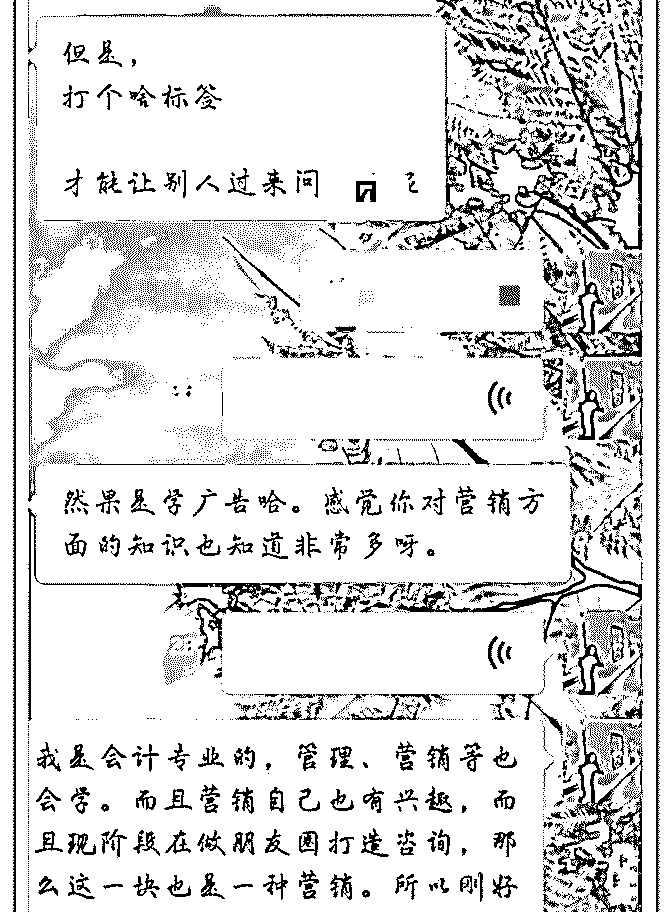 但是，
打个啥标签
才能让别人过来问
然果是学广告哈。感觉你对营销方
面的知识也知道非常多呀。
我是会计专业的，管理、营销等也
会学。而且营销自己也有兴趣，而
且现阶段在做朋友圈打造咨询，那
么这一块也是一种营销。所以刚好